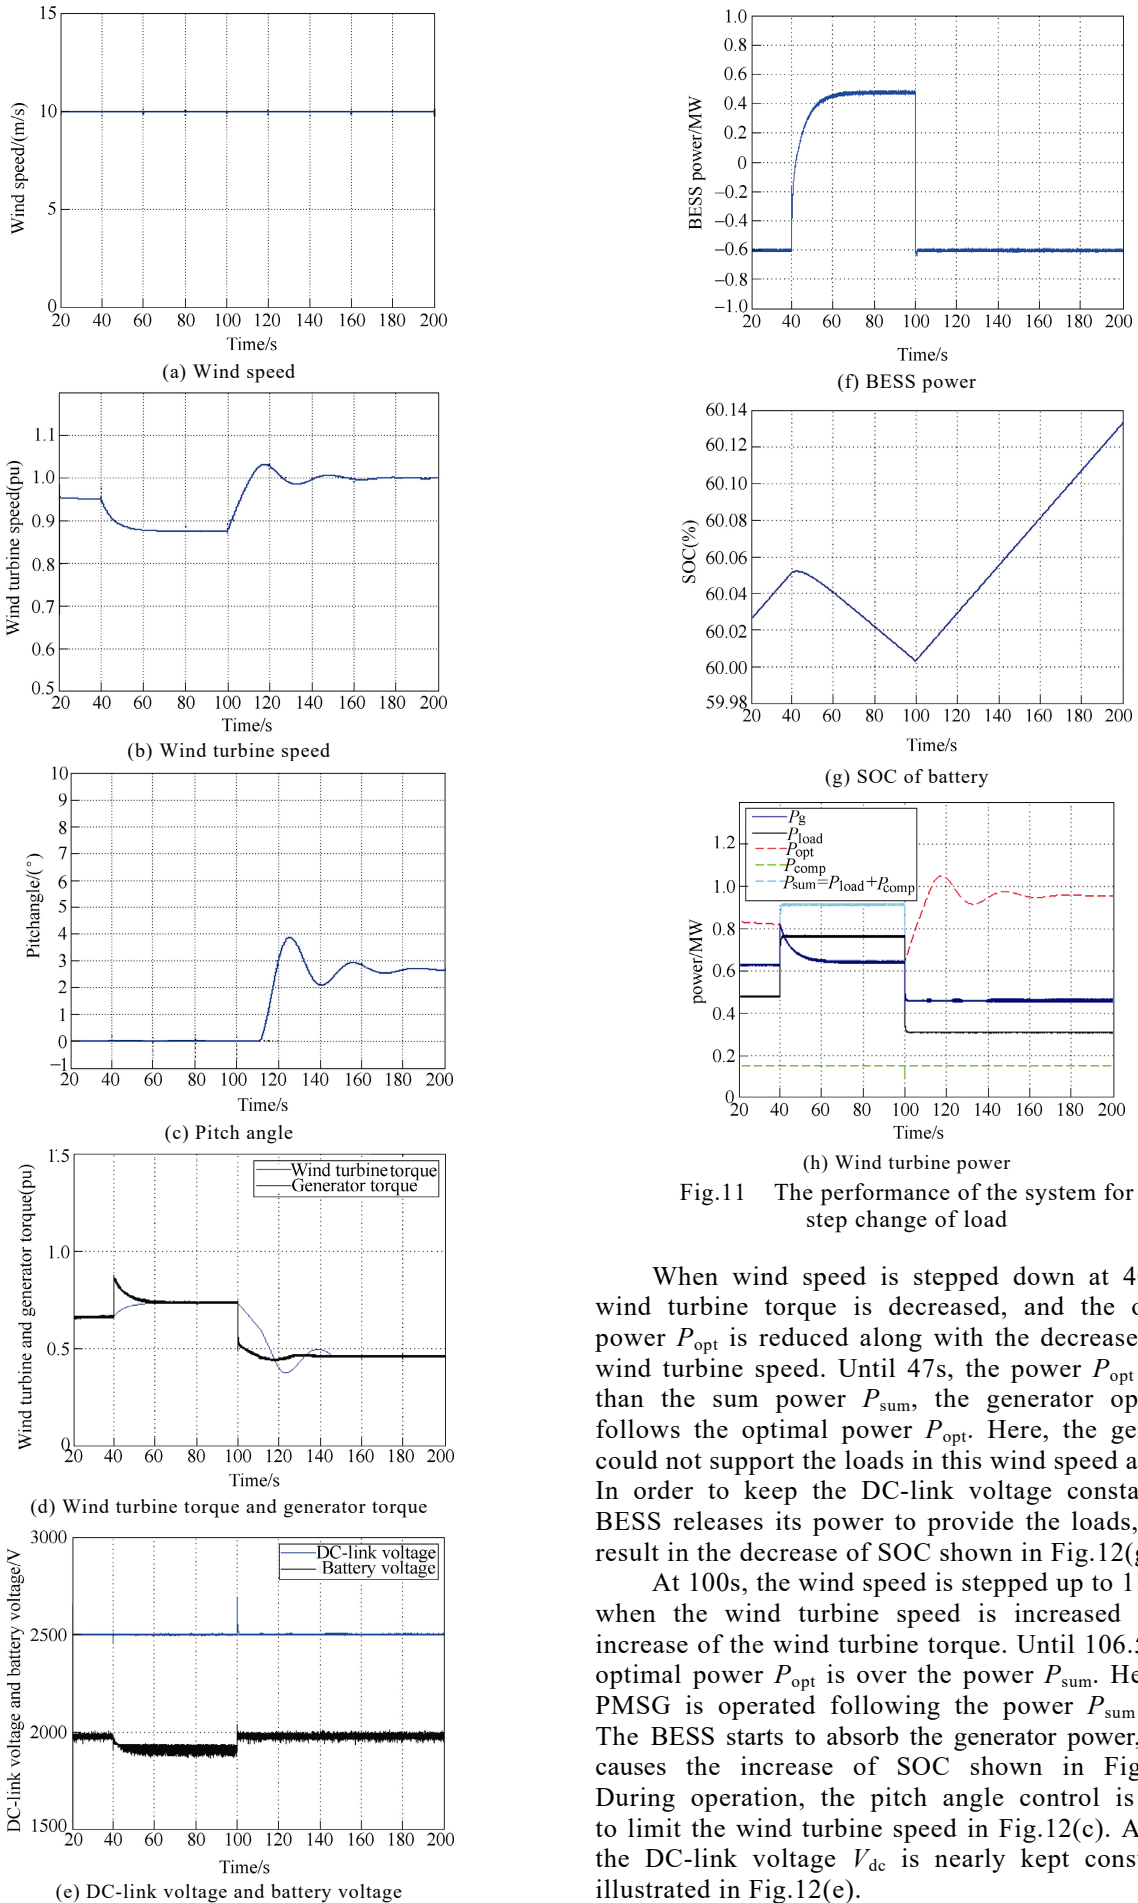 15
10
5
0
Wind speed/(m/s)
20 40 60 80 100 120 140 160 180 200
Time/s
(a) Wind speed
1.1
1.0
0.9
0.8
0.7
0.6
0.5
Wind turbine speed(pu)
20 40 60 80 100 120 140 160 180 200
Time/s
(b) Wind turbine speed
10
9
8
7
6
5
4
3
2
1
0
−1
Pitchangle/(°)
20 40 60 80 100 120 140 160 180 200
Time/s
(c) Pitch angle
1.5
1.0
0.5
0
Wind turbine and generator torque(pu)
Wind turbine torque
Generator torque
20 40 60 80 100 120 140 160 180 200
Time/s
(d) Wind turbine torque and generator torque
3000
2500
2000
1500
DC-link voltage and battery voltage/V
DC-link voltage
Battery voltage
20 40 60 80 100 120 140 160 180 200
Time/s
(e) DC-link voltage and battery voltage
1.0
0.8
0.6
0.4
0.2
0
−0.2
−0.4
−0.6
−0.8
−1.0
BESS power/MW
20 40 60 80 100 120 140 160 180 200
Time/s
(f) BESS power
60.14
60.12
60.10
60.08
60.06
60.04
60.02
60.00
59.98
SOC(%)
20 40 60 80 100 120 140 160 180 200
Time/s
(g) SOC of battery
Pg
Pload
Popt
Pcomp
Psum=Pload+Pcomp
1.2
1.0
0.8
0.6
0.4
0.2
0
power/MW
20 40 60 80 100 120 140 160 180 200
Time/s
(h) Wind turbine power
Fig.11 The performance of the system for
step change of load
When wind speed is stepped down at
wind turbine torque is decreased, and the
power Popt is reduced along with the decrease
wind turbine speed. Until 47s, the power Popt
than the sum power Psum, the generator
follows the optimal power Popt. Here, the
could not support the loads in this wind speed
In order to keep the DC-link voltage
BESS releases its power to provide the loads,
result in the decrease of SOC shown in Fig.12(
At 100s, the wind speed is stepped up to
when the wind turbine speed is increased
increase of the wind turbine torque. Until
optimal power Popt is over the power Psum.
PMSG is operated following the power Psum
The BESS starts to absorb the generator power,
causes the increase of SOC shown in
During operation, the pitch angle control is
to limit the wind turbine speed in Fig.12(c).
the DC-link voltage Vdc is nearly kept
illustrated in Fig.12(e).